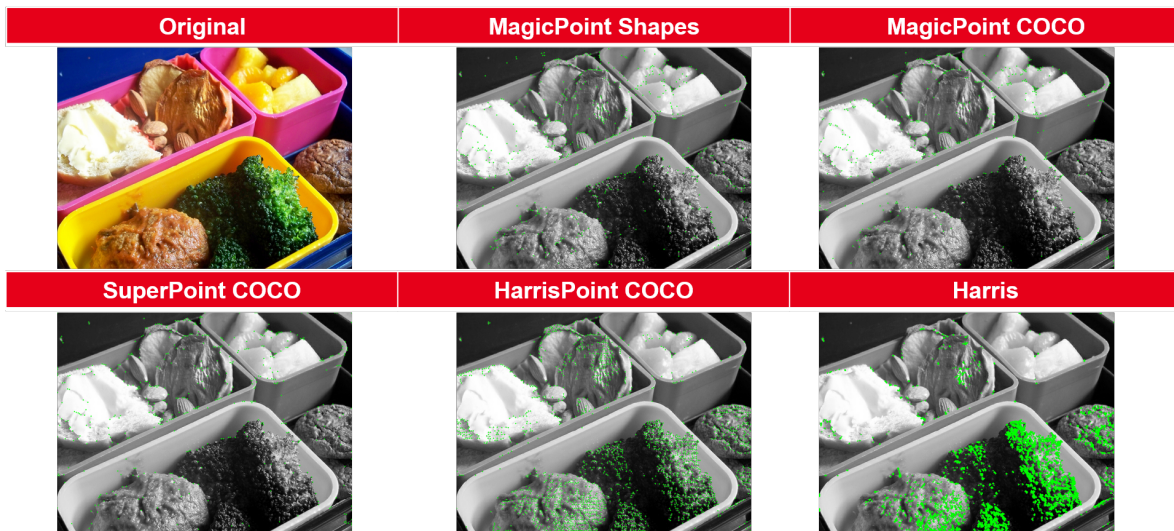 Original
MagicPoint Shapes
MagicPoint COCO
SuperPoint COCO
HarrisPoint COCO
Harris